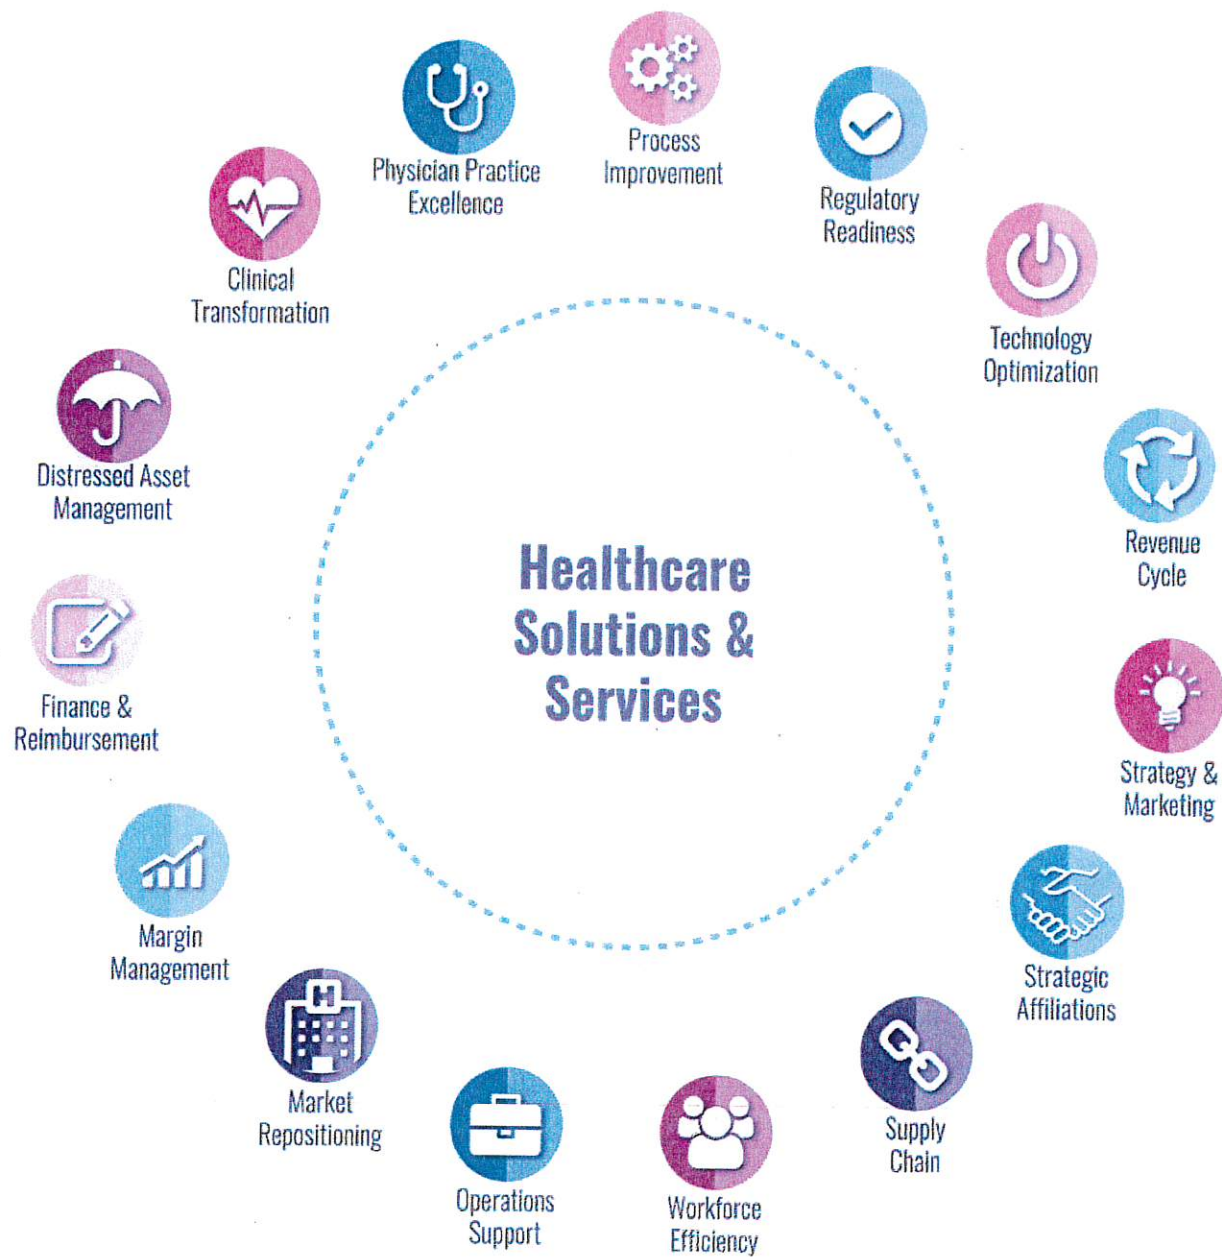 Process
Improvement
Physician Practice
Excellence
Regulatory
Readiness
Clinical
Transformation
Technology
Optimization
Distressed Asset
Management
Revenue
Cycle
Healthcare
Solutions &
Services
Finance &
Reimbursement
Strategy &
Marketing
Margin
Management
Strategic
Affiliations
Market
Repositioning
Supply
Chain
Operations
Support
Workforce
Efficiency
H